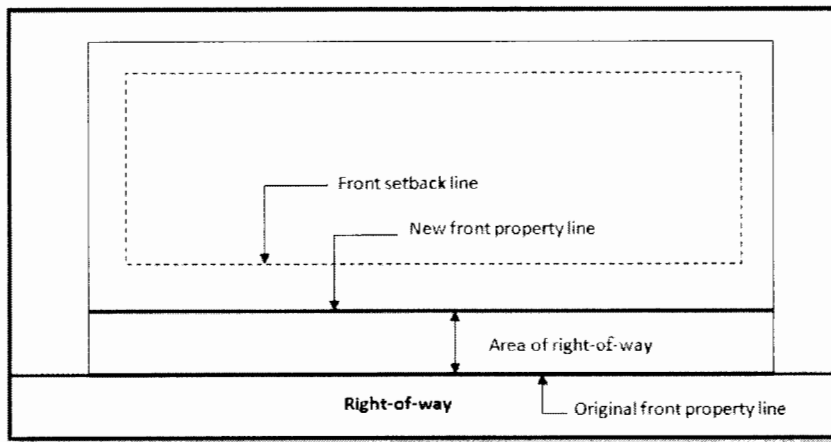 Front setback line
New front property line
Area of right-of-way
Right-of-way
Original front property line